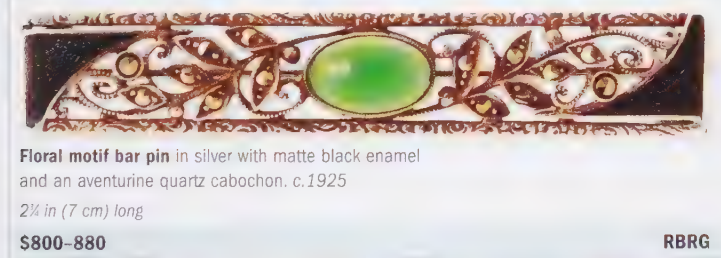 Floral motif bar pin in silver with matte black enamel
and an aventurine quartz cabochon. c.1925
2¾ in (7 cm) long
$800–880 RBRG